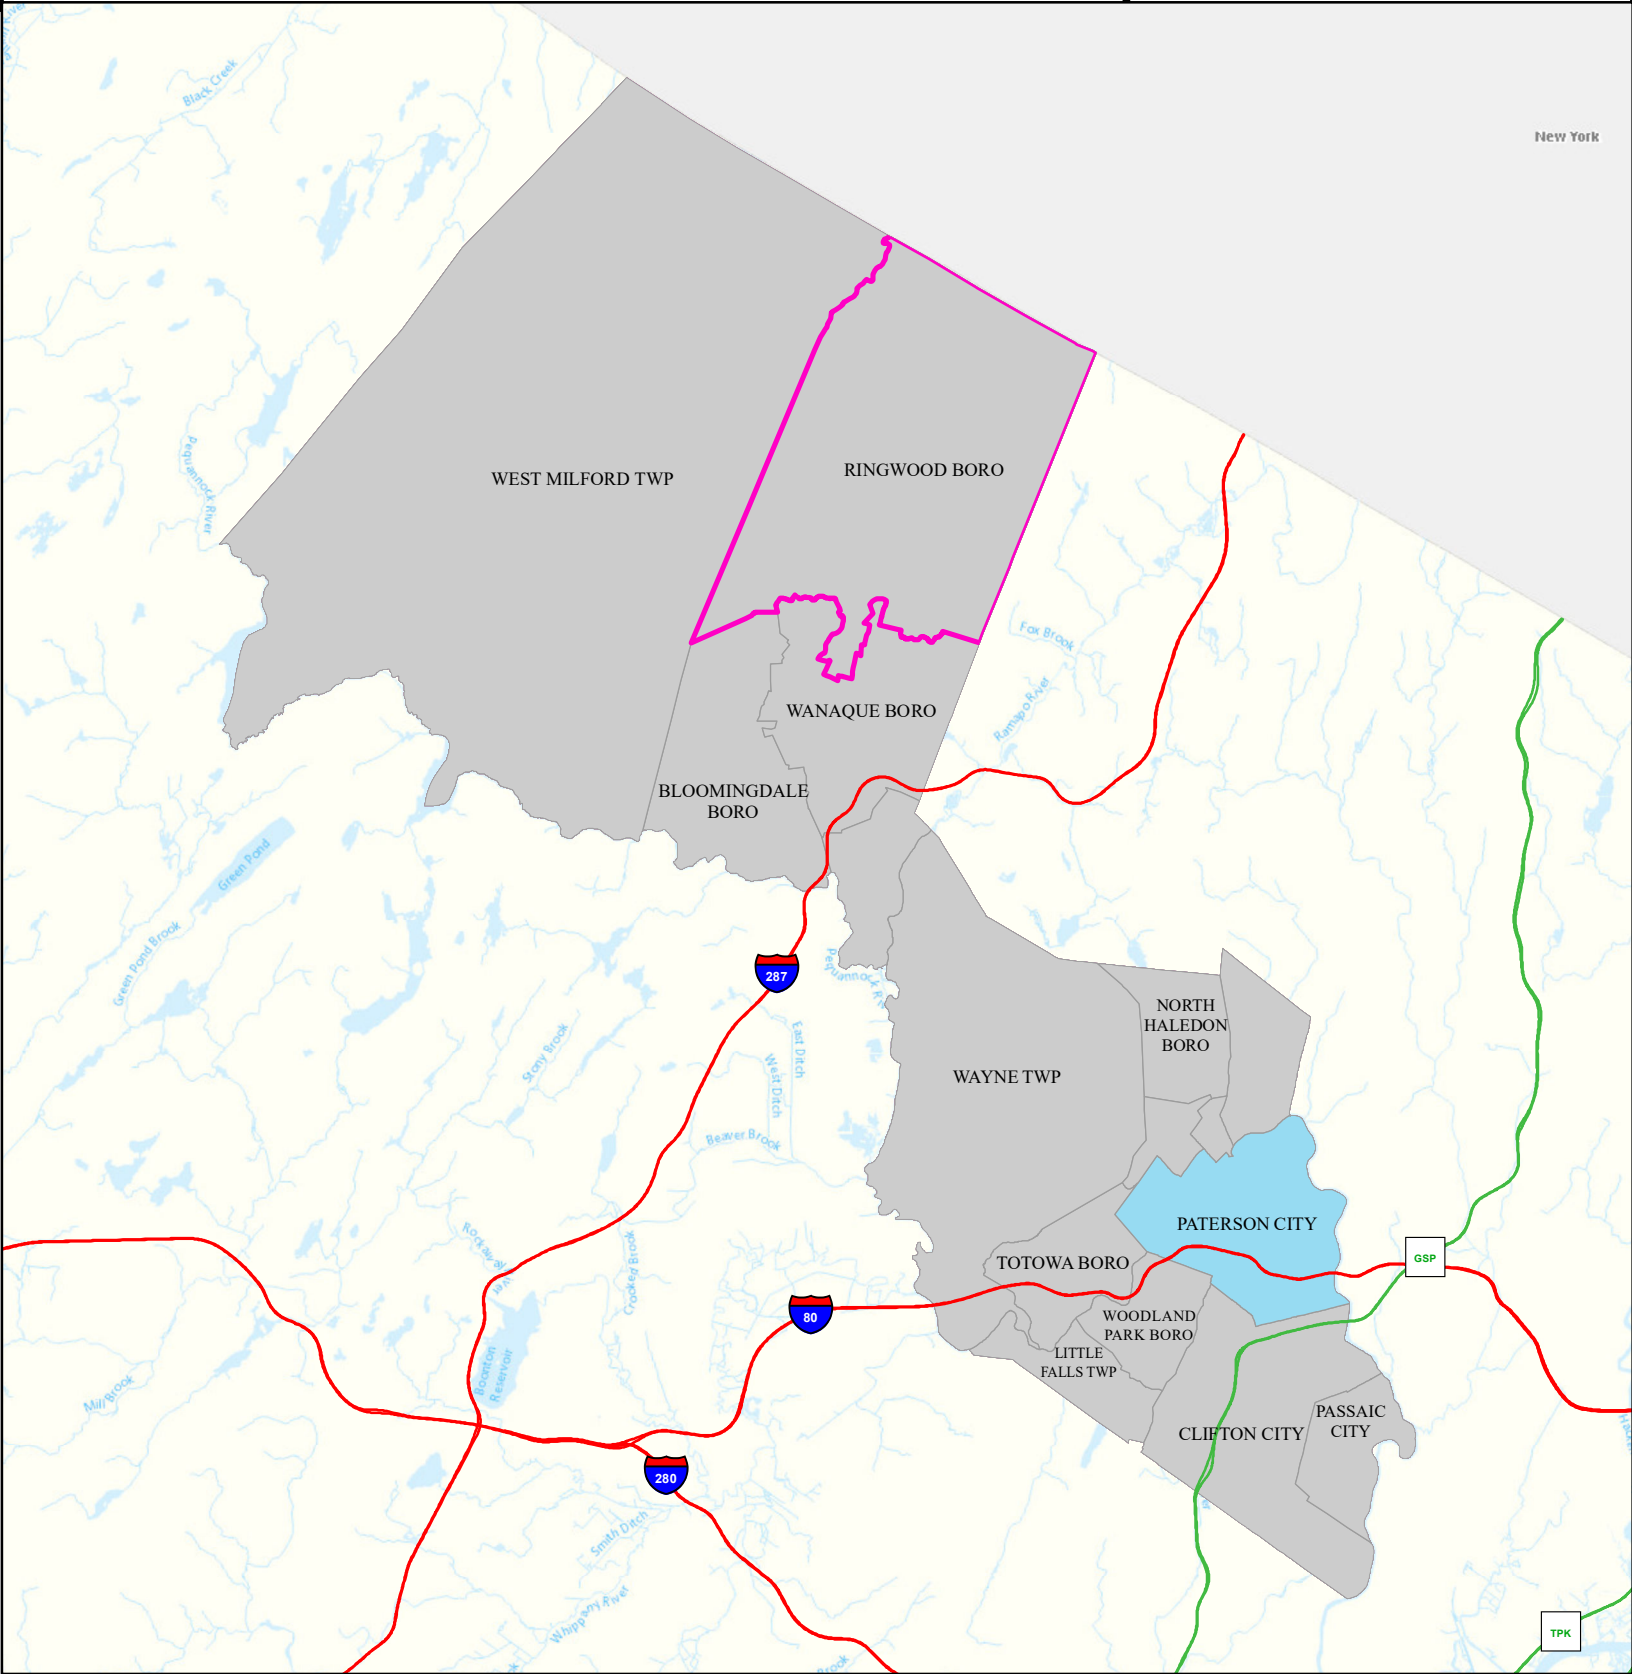 Black Creek
New York
Pequannock River
WEST MILFORD TWP
RINGWOOD BORO
Fox Brook
Ramapo River
WANAQUE BORO
BLOOMINGDALE
BORO
Green Pond
Green Pond Brook
287
Pequannock
Stony Brook
East Ditch
West Ditch
Beaver Brook
NORTH
HALEDON
BORO
WAYNE TWP
PATERSON CITY
GSP
Rockaway
Crooked Brook
TOTOWA BORO
80
WOODLAND
PARK BORO
LITTLE
FALLS TWP
Boonton
Reservoir
Mill Brook
CLIFTON CITY
PASSAIC
CITY
280
Smith Ditch
Whippany River
Brook
TPK